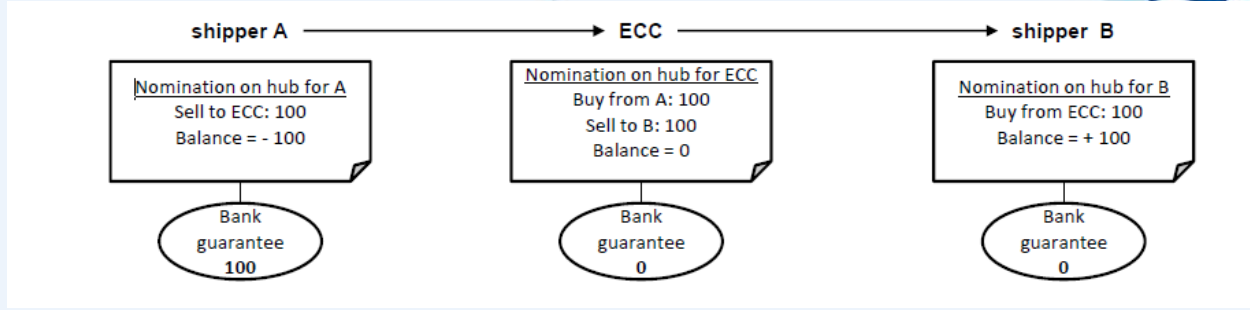 shipper A
ECC
shipper B
Nomination on hub for A
Sell to ECC: 100
Balance = - 100
Nomination on hub for ECC
Buy from A: 100
Sell to B: 100
Balance = 0
Nomination on hub for B
Buy from ECC: 100
Balance = + 100
Bank
guarantee
100
Bank
guarantee
0
Bank
guarantee
0